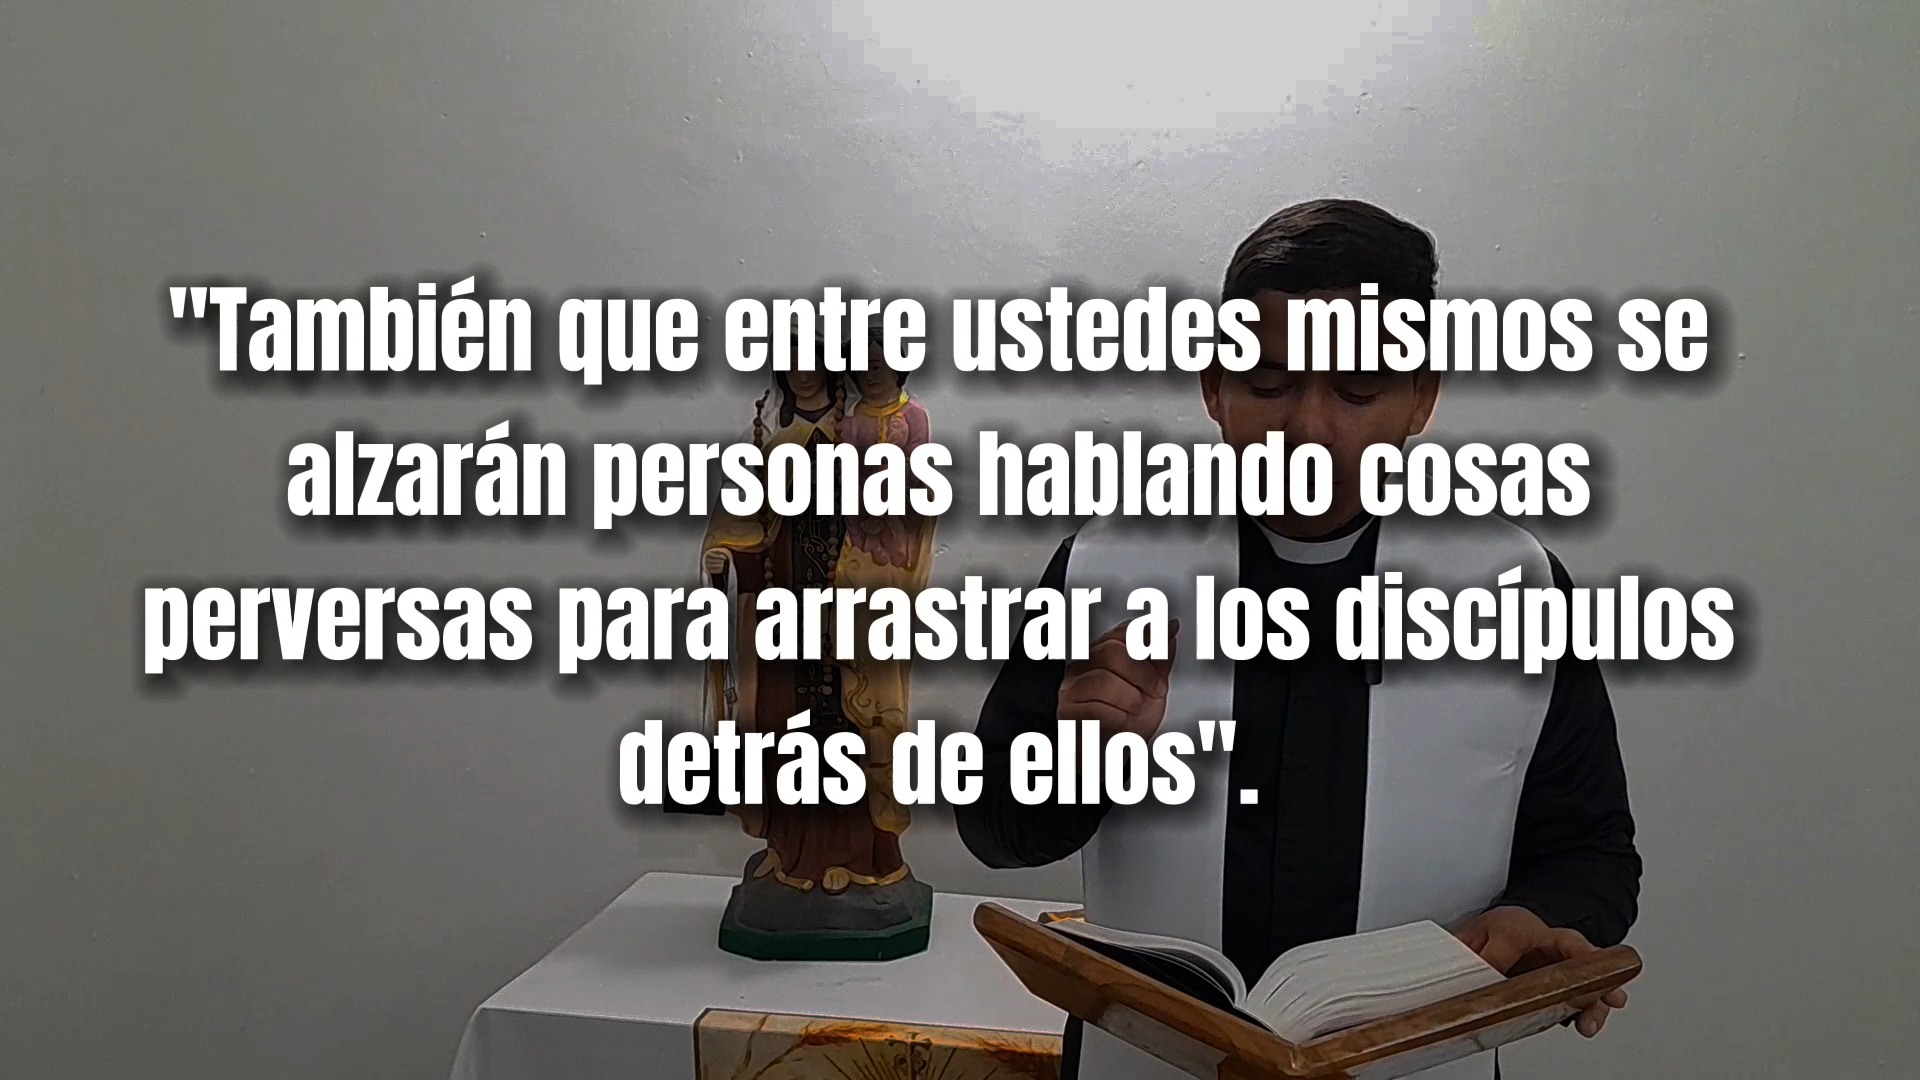 "También que entre ustedes mismos se
alzarán personas hablando cosas
perversas para arrastrar a los discípulos
detrás de ellos".